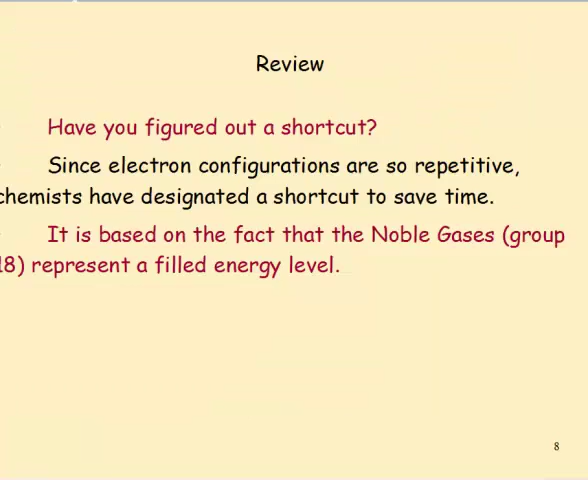 Review
Have you figured out a shortcut?
Since electron configurations are so repetitive,
chemists have designated a shortcut to save time.
It is based on the fact that the Noble Gases (group
18) represent a filled energy level.
8